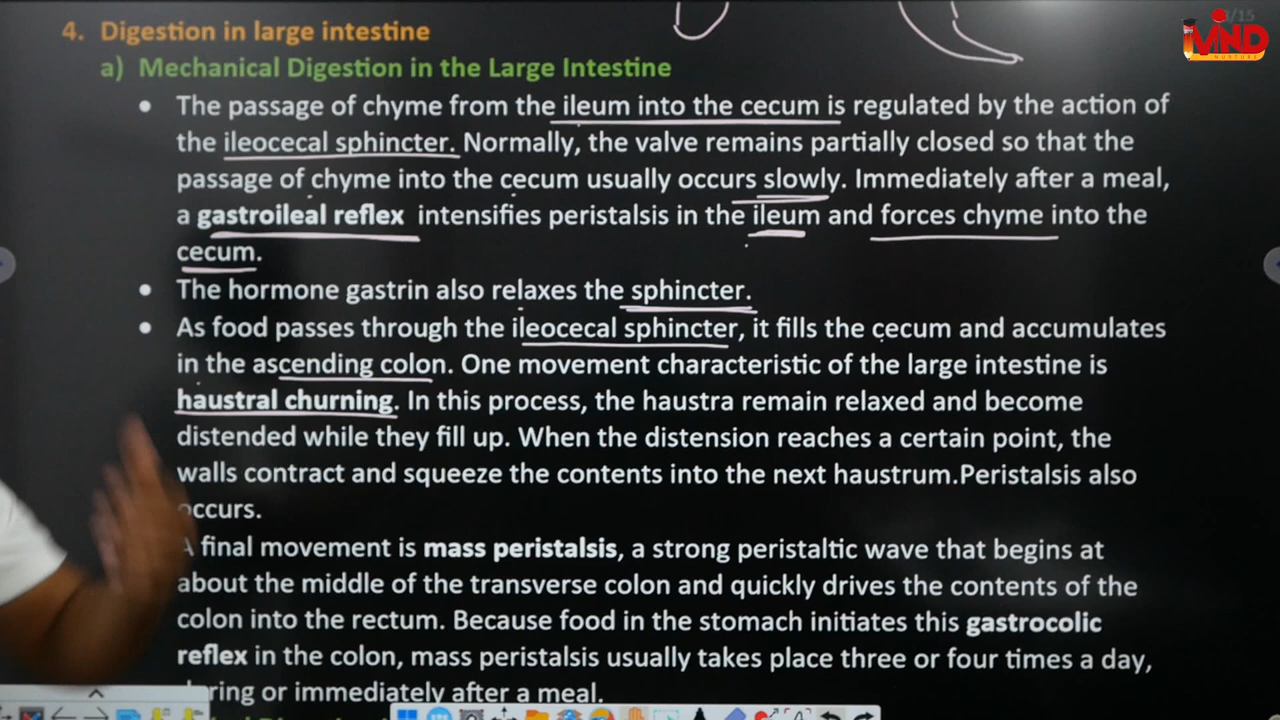 4. Digestion in large intestine
a) Mechanical Digestion in the Large Intestine
• The passage of chyme from the ileum into the cecum is regulated by the action of
the ileocecal sphincter. Normally, the valve remains partially closed so that the
passage of chyme into the cecum usually occurs slowly. Immediately after a meal,
a gastroileal reflex intensifies peristalsis in the ileum and forces chyme into the
cecum.
• The hormone gastrin also relaxes the sphincter.
• As food passes through the ileocecal sphincter, it fills the cecum and accumulates
in the ascending colon. One movement characteristic of the large intestine is
haustral churning. In this process, the haustra remain relaxed and become
distended while they fill up. When the distension reaches a certain point, the
walls contract and squeeze the contents into the next haustrum.Peristalsis also
occurs.
A final movement is mass peristalsis, a strong peristaltic wave that begins at
about the middle of the transverse colon and quickly drives the contents of the
colon into the rectum. Because food in the stomach initiates this gastrocolic
reflex in the colon, mass peristalsis usually takes place three or four times a day,
during or immediately after a meal.
/15
VND
NURTURE